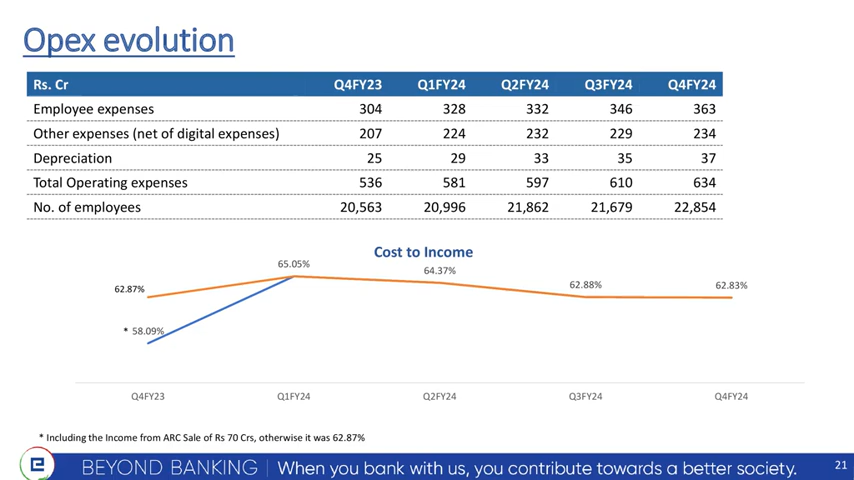 Opex evolution
Rs. Cr Q4FY23 Q1FY24 Q2FY24 Q3FY24 Q4FY24
Employee expenses 304 328 332 346 363
Other expenses (net of digital expenses) 207 224 232 229 234
Depreciation 25 29 33 35 37
Total Operating expenses 536 581 597 610 634
No. of employees 20,563 20,996 21,862 21,679 22,854
Cost to Income
65.05%
64.37%
62.87%
62.88%
62.83%
* 58.09%
Q4FY23 Q1FY24 Q2FY24 Q3FY24 Q4FY24
* Including the Income from ARC Sale of Rs 70 Crs, otherwise it was 62.87%
BEYOND BANKING | When you bank with us, you contribute towards a better society.
21